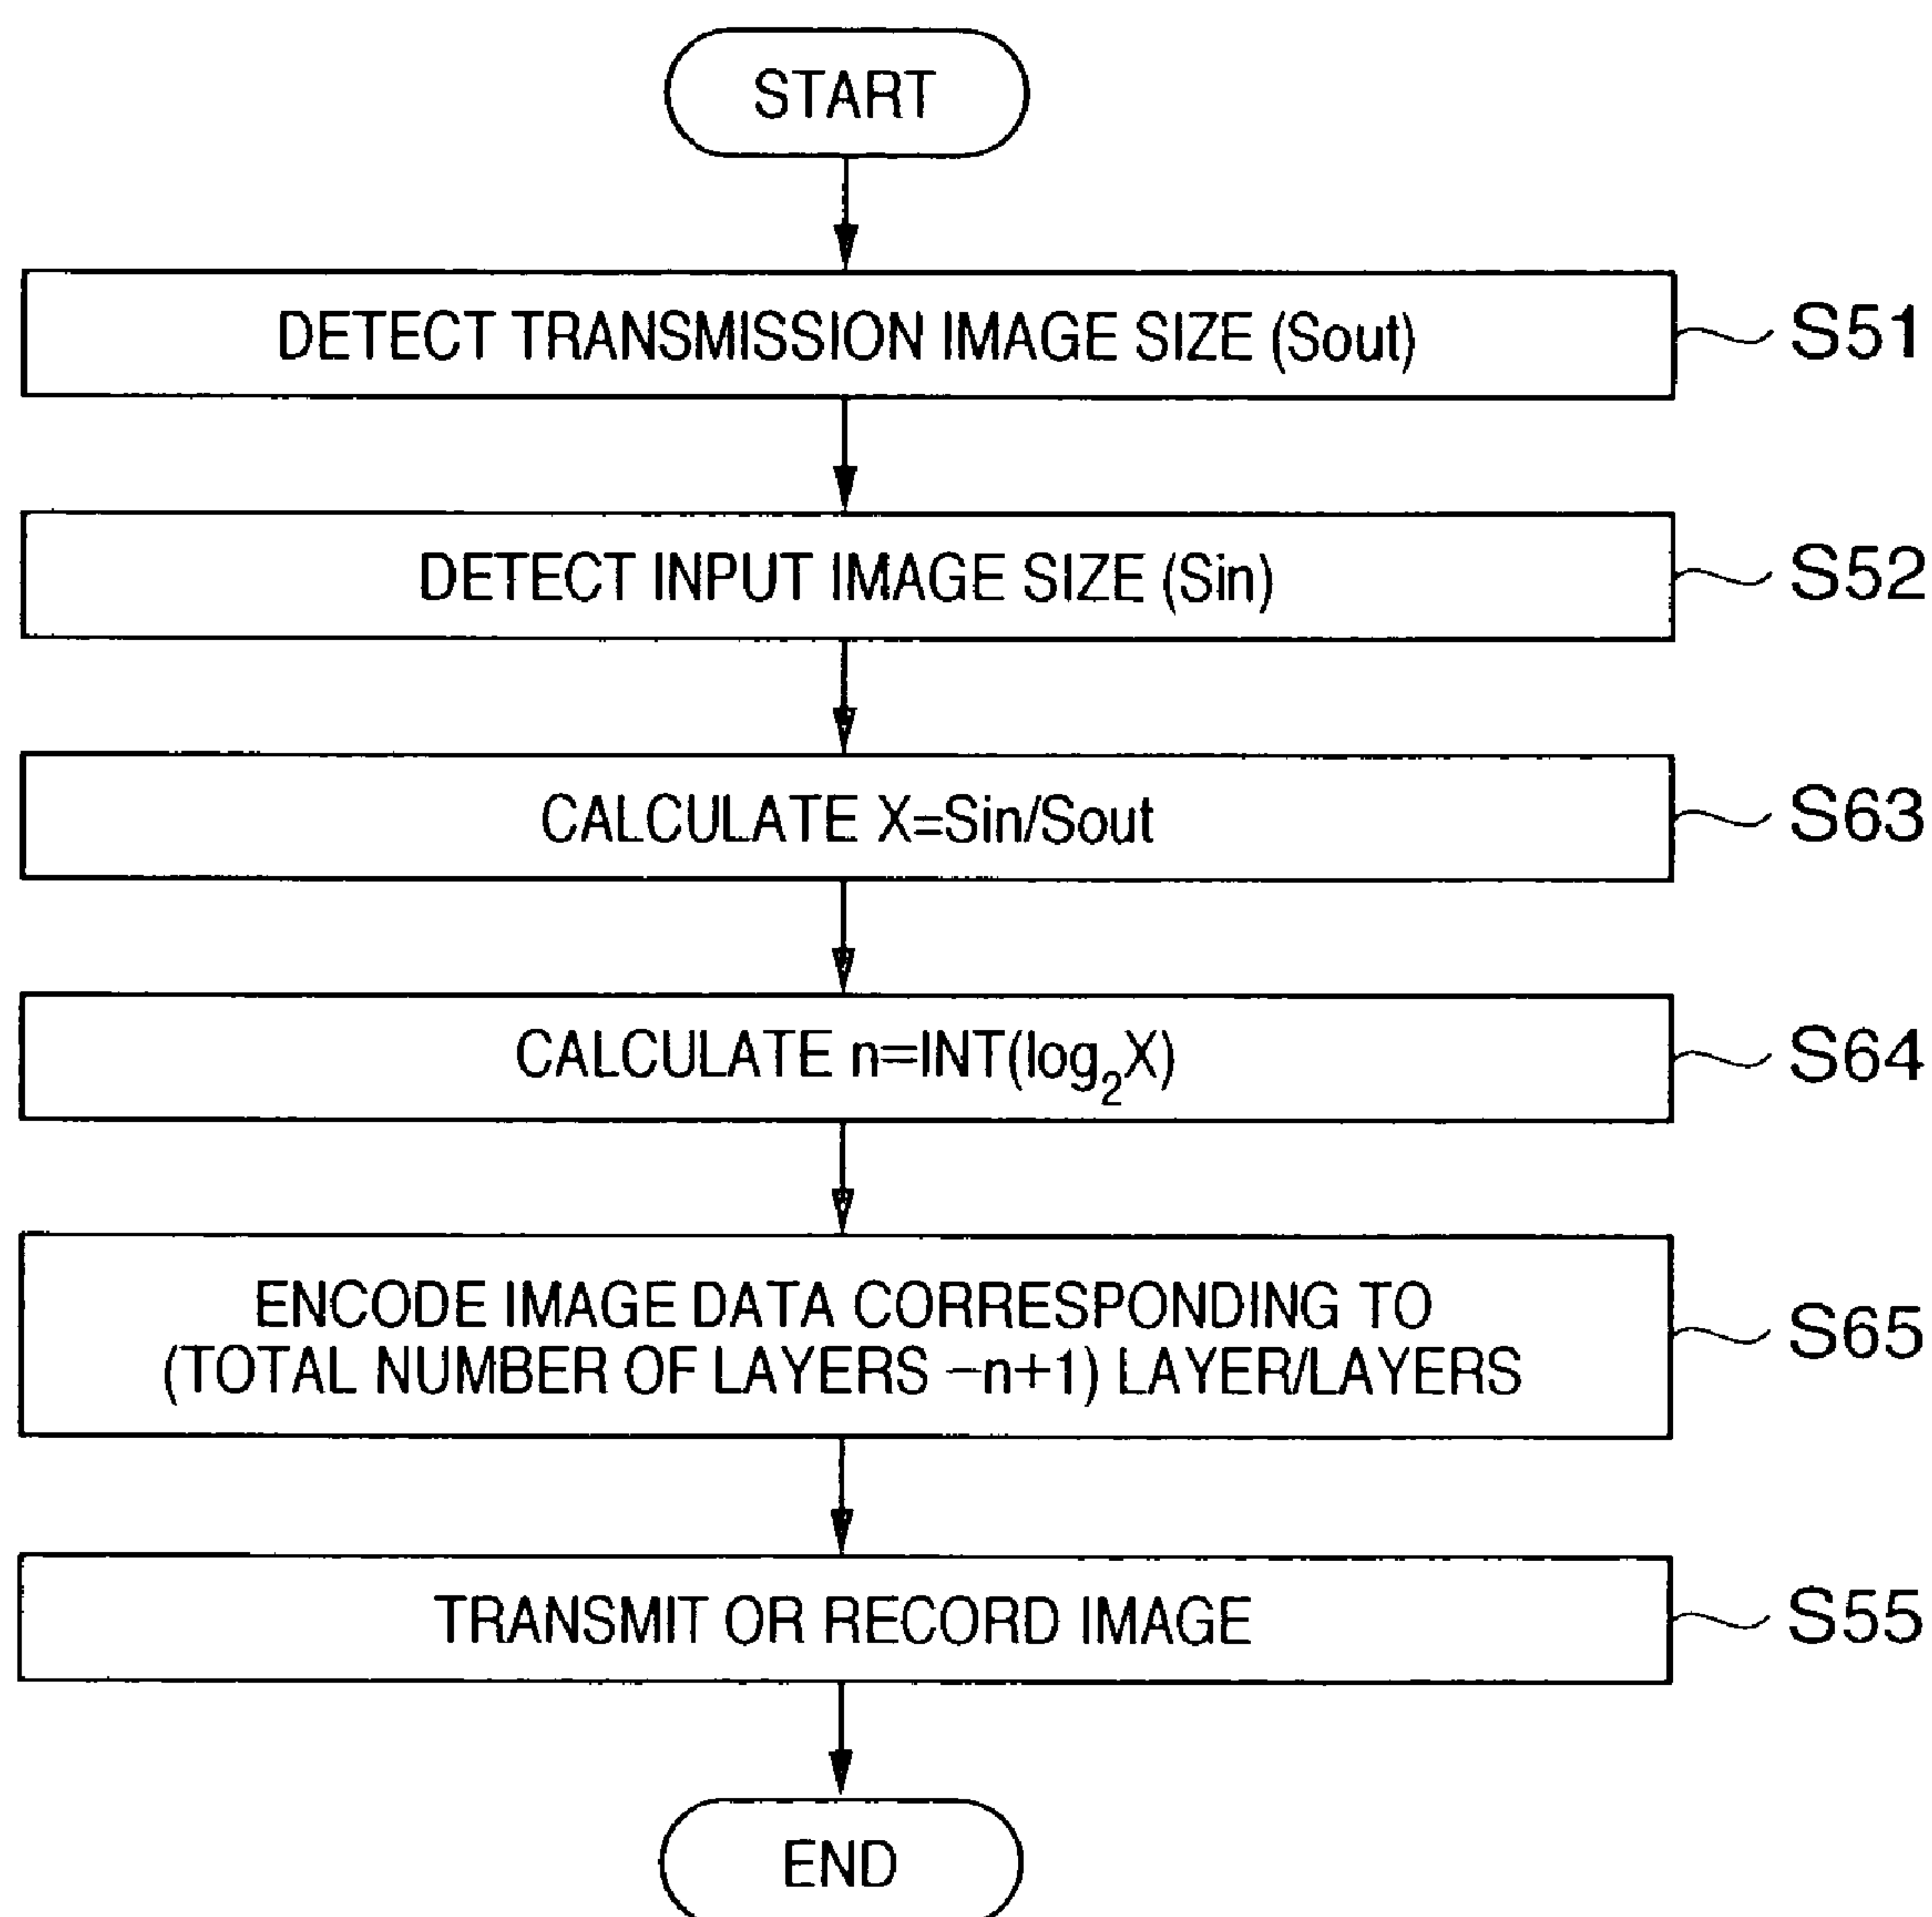 START
DETECT TRANSMISSION IMAGE SIZE (Sout)
S51
DETECT INPUT IMAGE SIZE (Sin)
S52
CALCULATE X=Sin/Sout
S63
CALCULATE n=INT(log₂X)
S64
ENCODE IMAGE DATA CORRESPONDING TO
(TOTAL NUMBER OF LAYERS −n+1) LAYER/LAYERS
S65
TRANSMIT OR RECORD IMAGE
S55
END